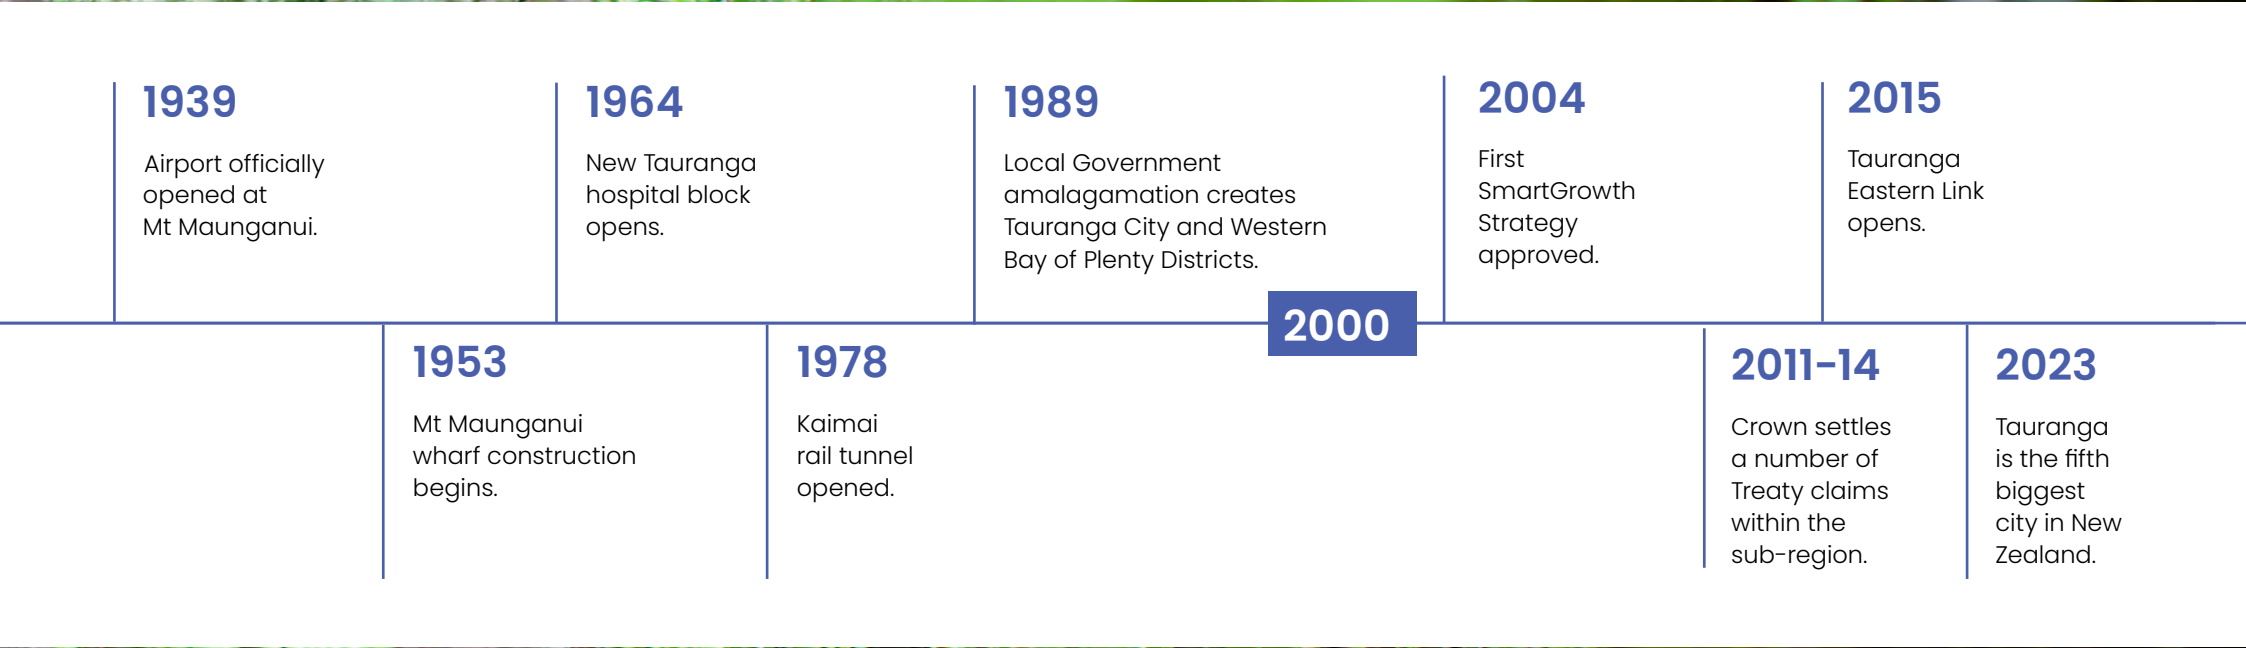 1939
Airport officially
opened at
Mt Maunganui.
1953
Mt Maunganui
wharf construction
begins.
1964
New Tauranga
hospital block
opens.
1978
Kaimai
rail tunnel
opened.
1989
Local Government
amalagamation creates
Tauranga City and Western
Bay of Plenty Districts.
2000
2004
First
SmartGrowth
Strategy
approved.
2011-14
Crown settles
a number of
Treaty claims
within the
sub-region.
2015
Tauranga
Eastern Link
opens.
2023
Tauranga
is the fifth
biggest
city in New
Zealand.